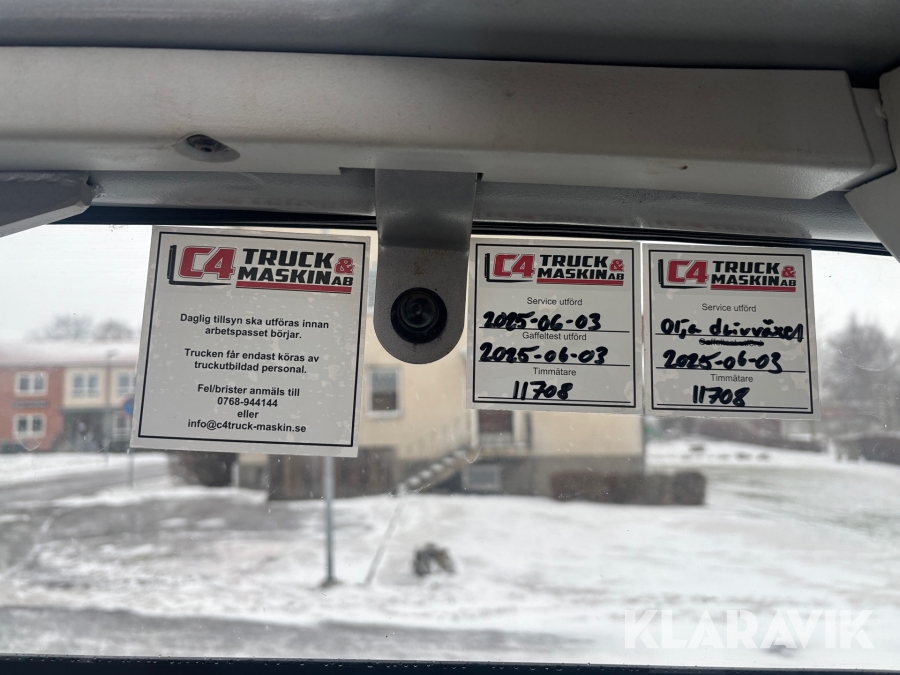 C4 TRUCK & MASKIN AB
Daglig tillsyn ska utföras innan
arbetspasset börjar.
Trucken får endast köras av
truckutbildad personal.
Fel/brister anmäls till
0768-944144
eller
info@c4truck-maskin.se
C4 TRUCK & MASKIN AB
Service utförd
2025-06-03
Gaffeltest utförd
2025-06-03
Timmätare
11708
C4 TRUCK & MASKIN AB
Service utförd
Olja drivväxel
Gaffeltest utförd
2025-06-03
Timmätare
11708
KLARAVIK